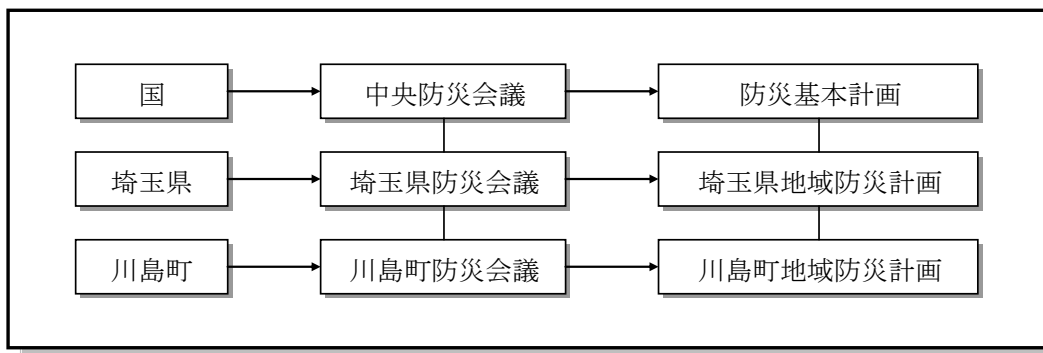 国 中央防災会議 防災基本計画
埼玉県 埼玉県防災会議 埼玉県地域防災計画
川島町 川島町防災会議 川島町地域防災計画